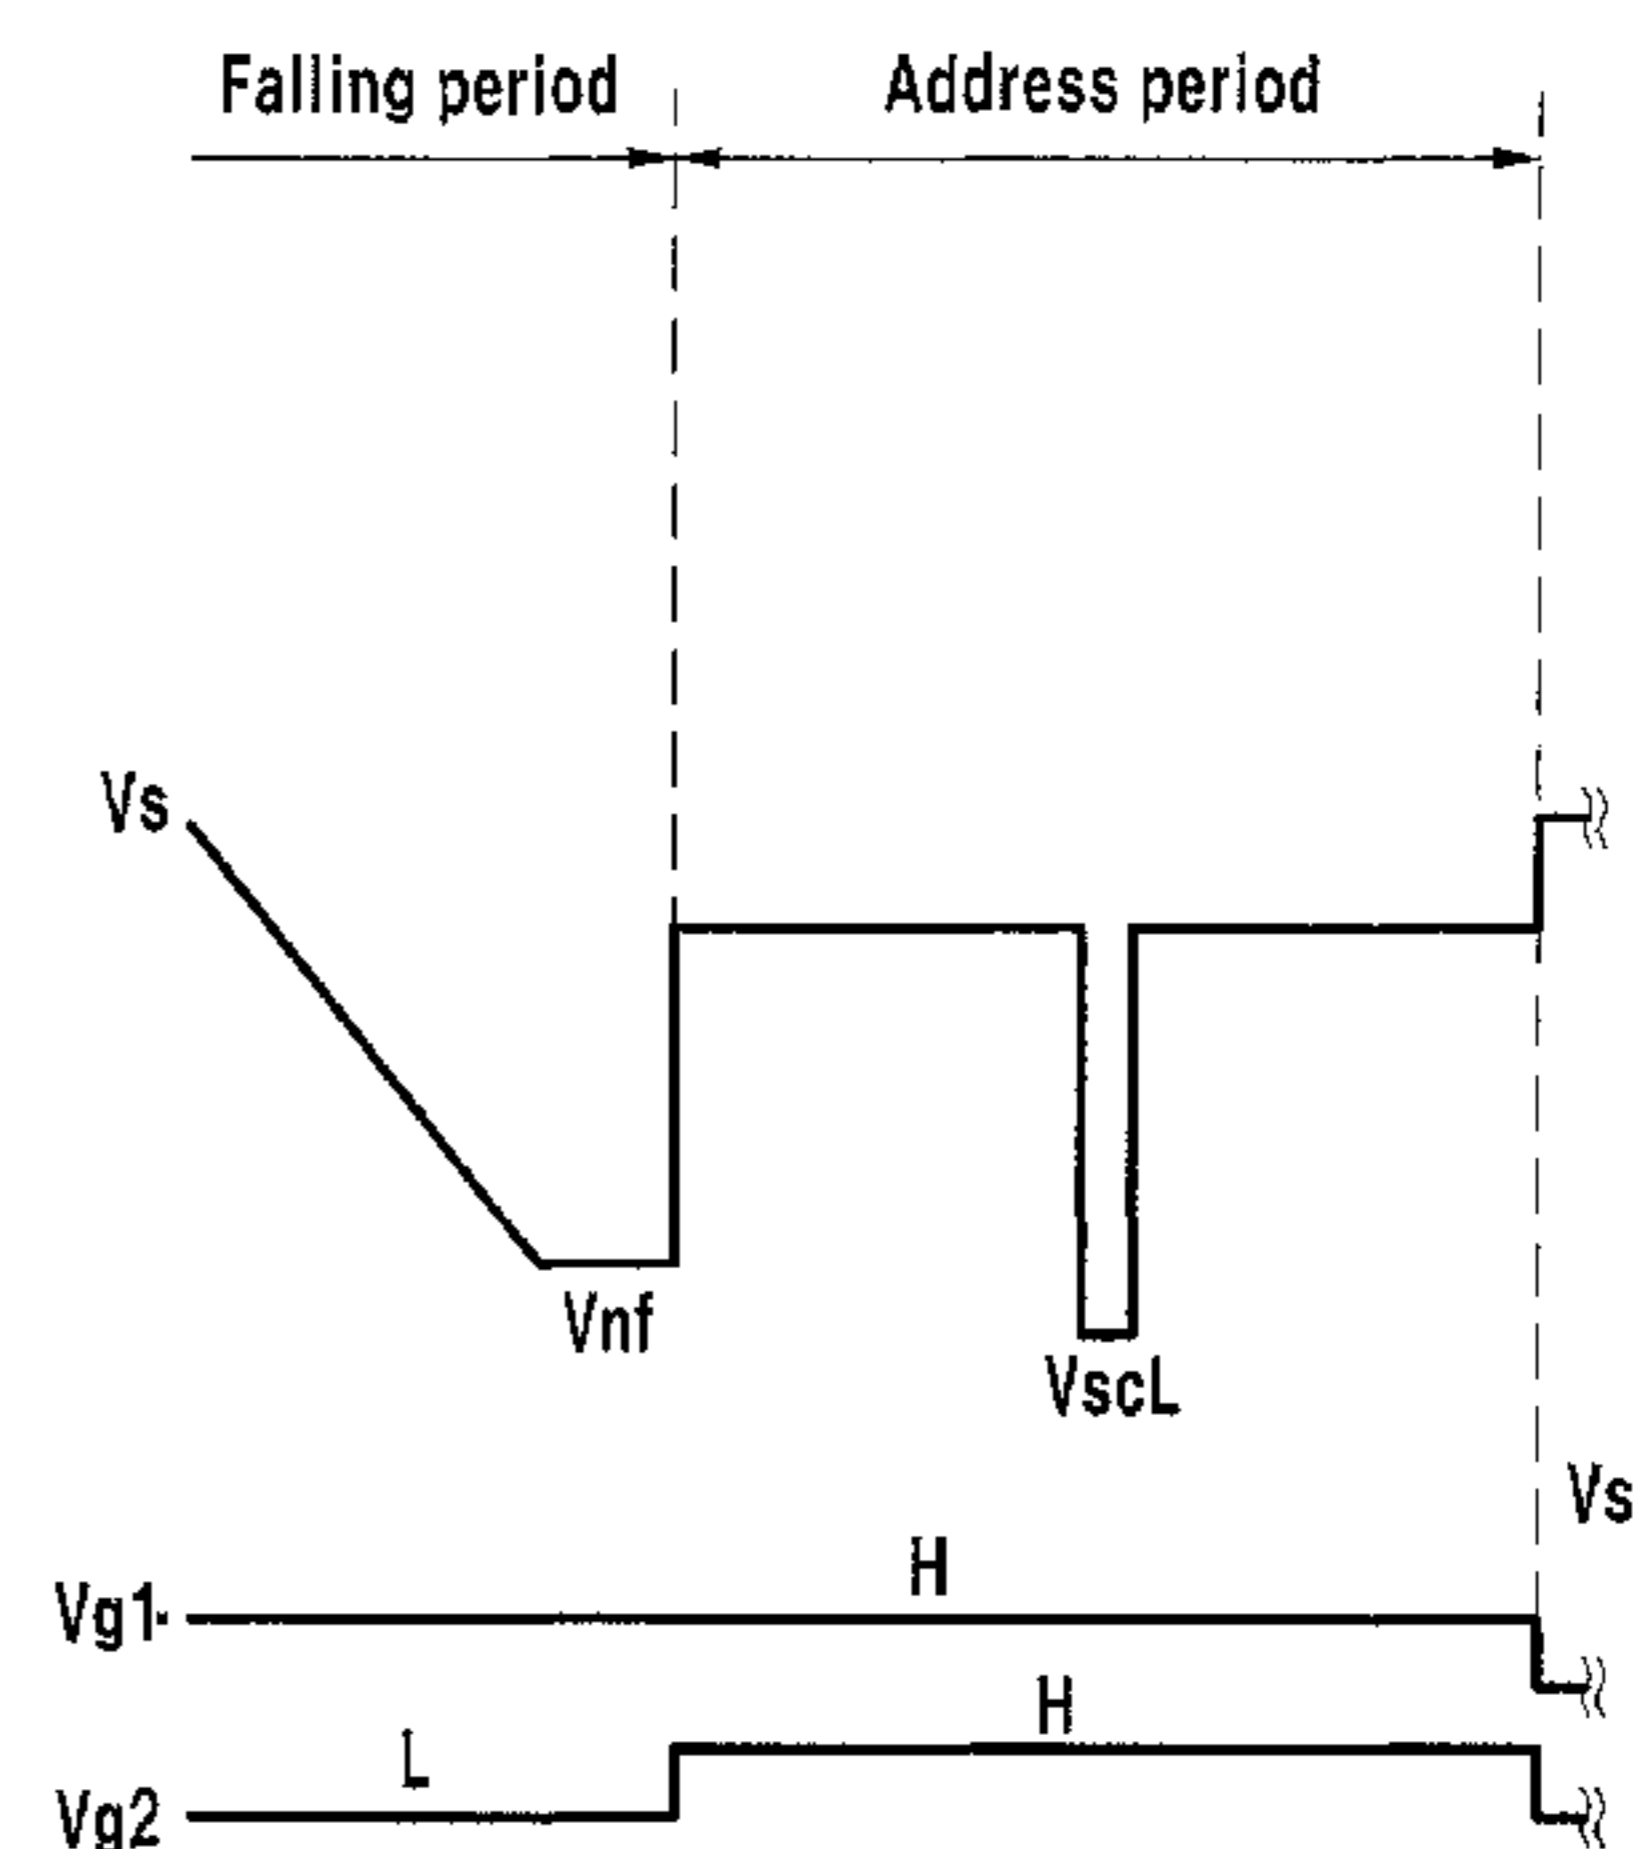 Falling period
Address period
Vs
Vnf
VscL
Vs
H
Vg1
H
L
Vg2